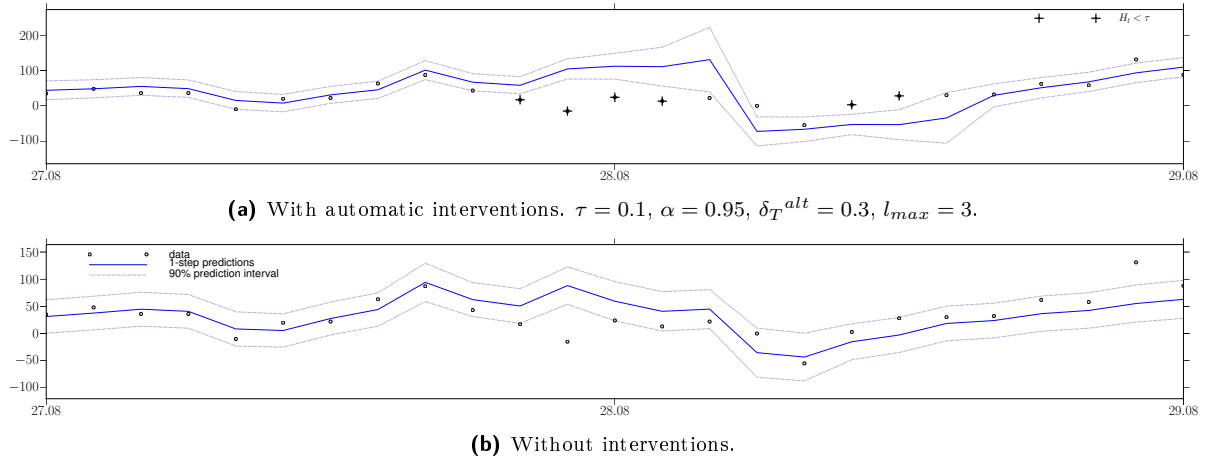 H_t < τ
200
100
0
−100
27.08 28.08 29.08
(a) With automatic interventions. τ = 0.1, α = 0.95, δ_T^{alt} = 0.3, l_{max} = 3.
data
1-step predictions
90% prediction interval
150
100
50
0
−50
−100
27.08 28.08 29.08
(b) Without interventions.